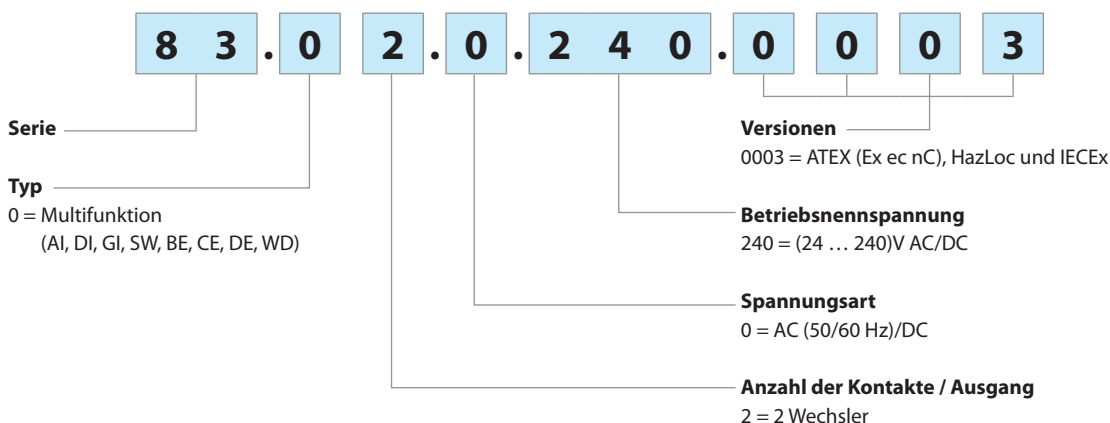 8 3 . 0 2 . 0 . 2 4 0 . 0 0 0 3
Serie
Typ
0 = Multifunktion
(AI, DI, GI, SW, BE, CE, DE, WD)
Versionen
0003 = ATEX (Ex ec nC), HazLoc und IECEx
Betriebsnennspannung
240 = (24 … 240)V AC/DC
Spannungsart
0 = AC (50/60 Hz)/DC
Anzahl der Kontakte / Ausgang
2 = 2 Wechsler